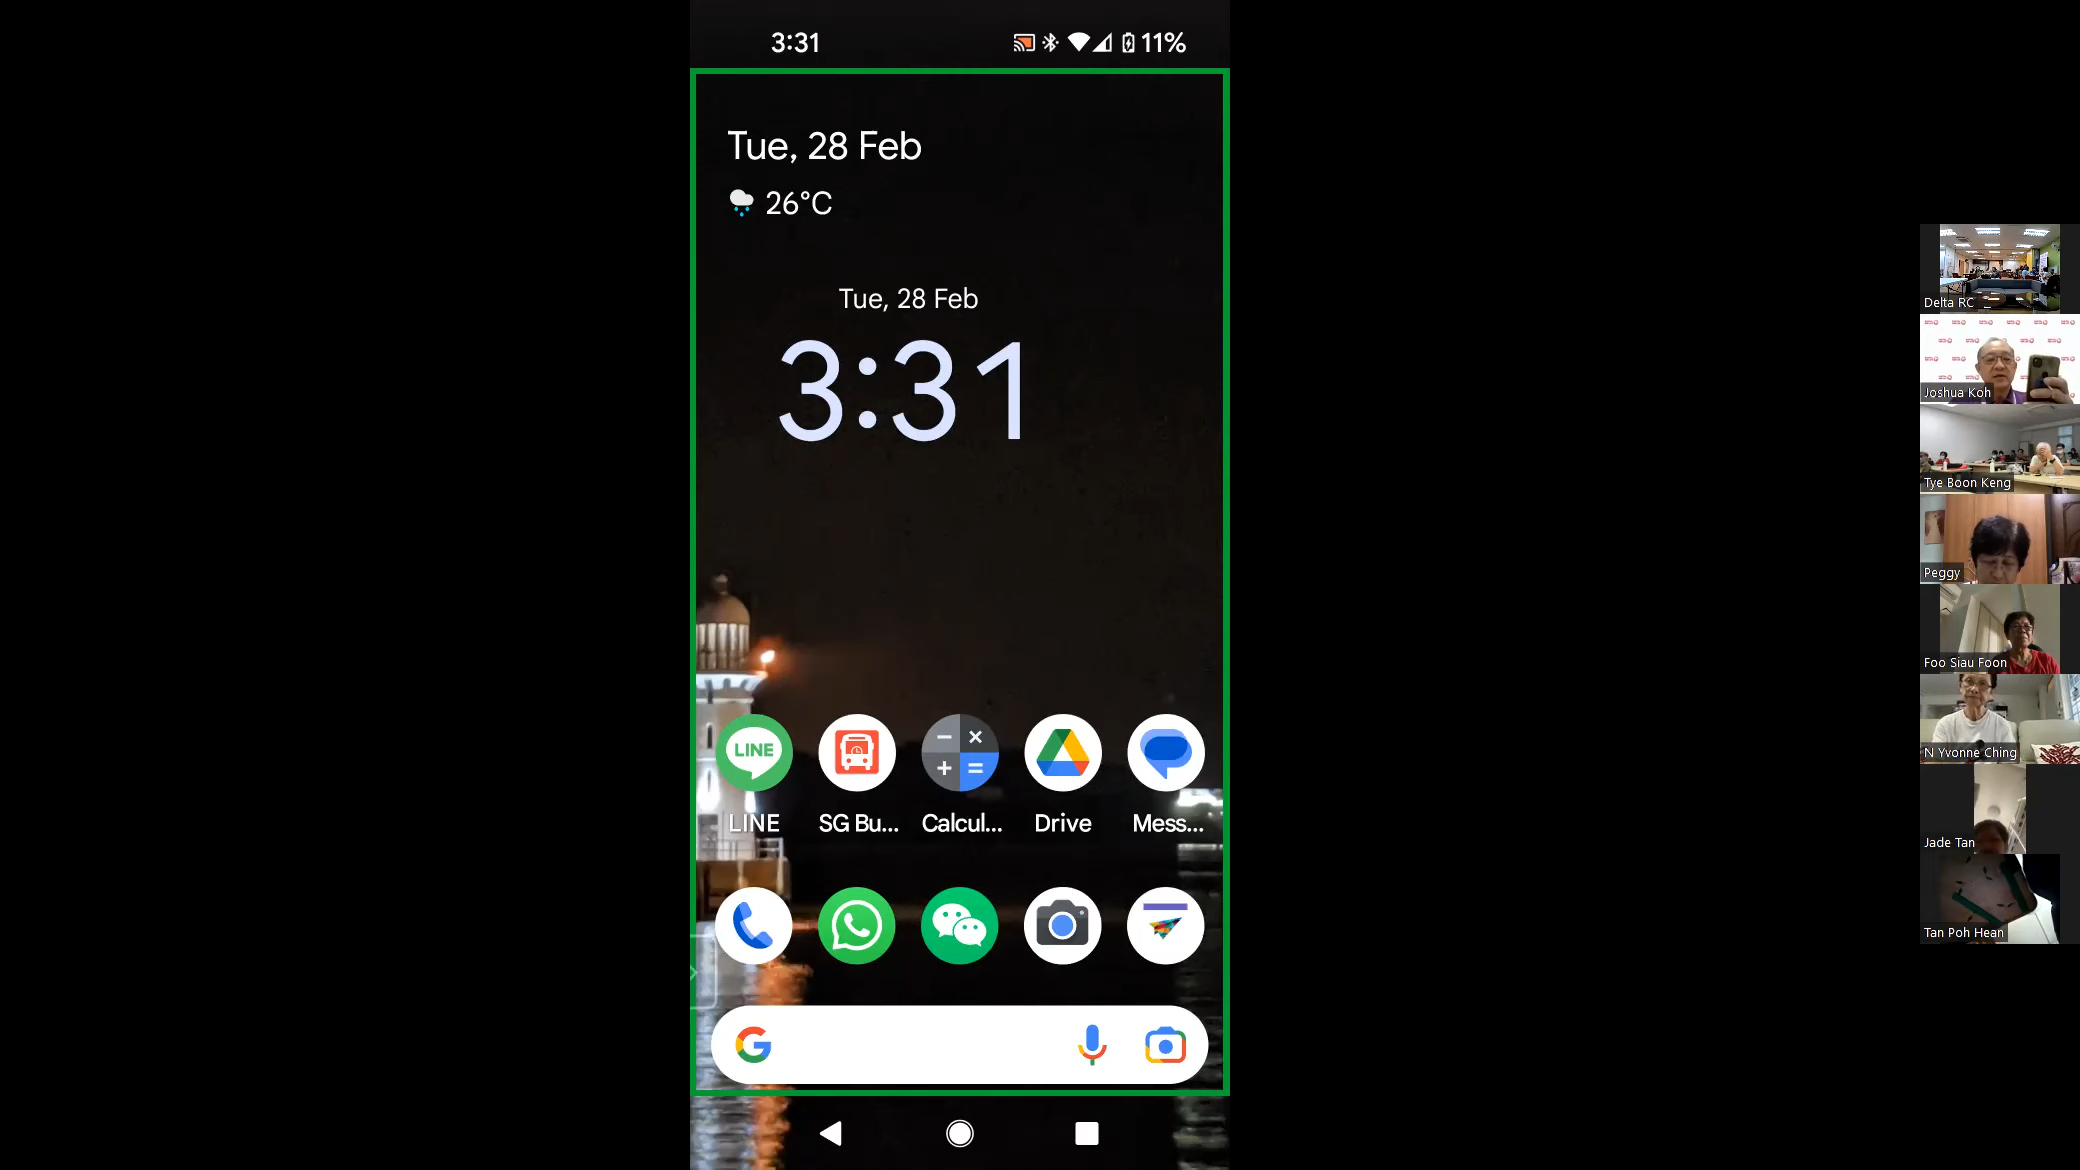 3:31
11%
Tue, 28 Feb
26°C
Tue, 28 Feb
3:31
LINE
LINE
SG Bu...
Calcul...
Drive
Mess...
Delta RC
Joshua Koh
Tye Boon Keng
Peggy
Foo Siau Foon
N Yvonne Ching
Jade Tan
Tan Poh Hean